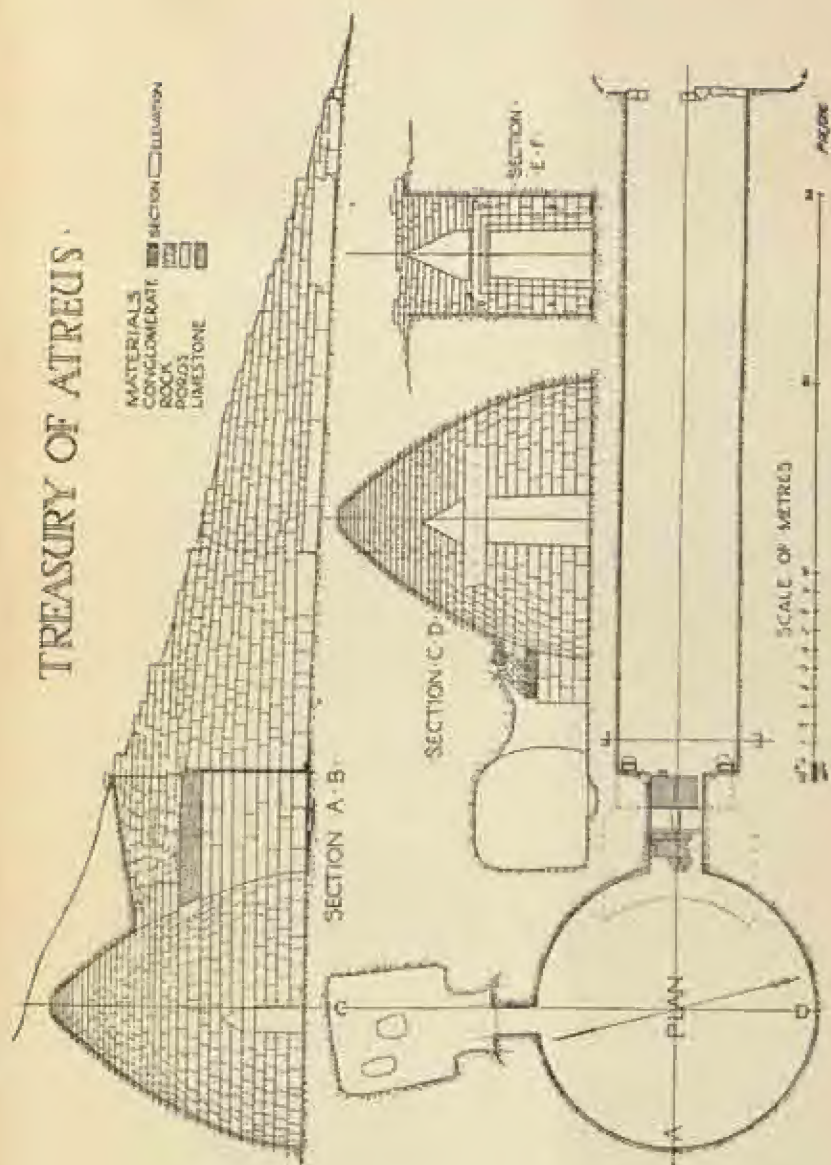 TREASURY OF ATREUS·
MATERIALS
CONGLOMERATE SECTION ELEVATION
ROCK
POROS
LIMESTONE
SECTION A·B·
SECTION·C·D·
·SECTION·
E·F·
C
PLAN
A
D
SCALE OF METRES